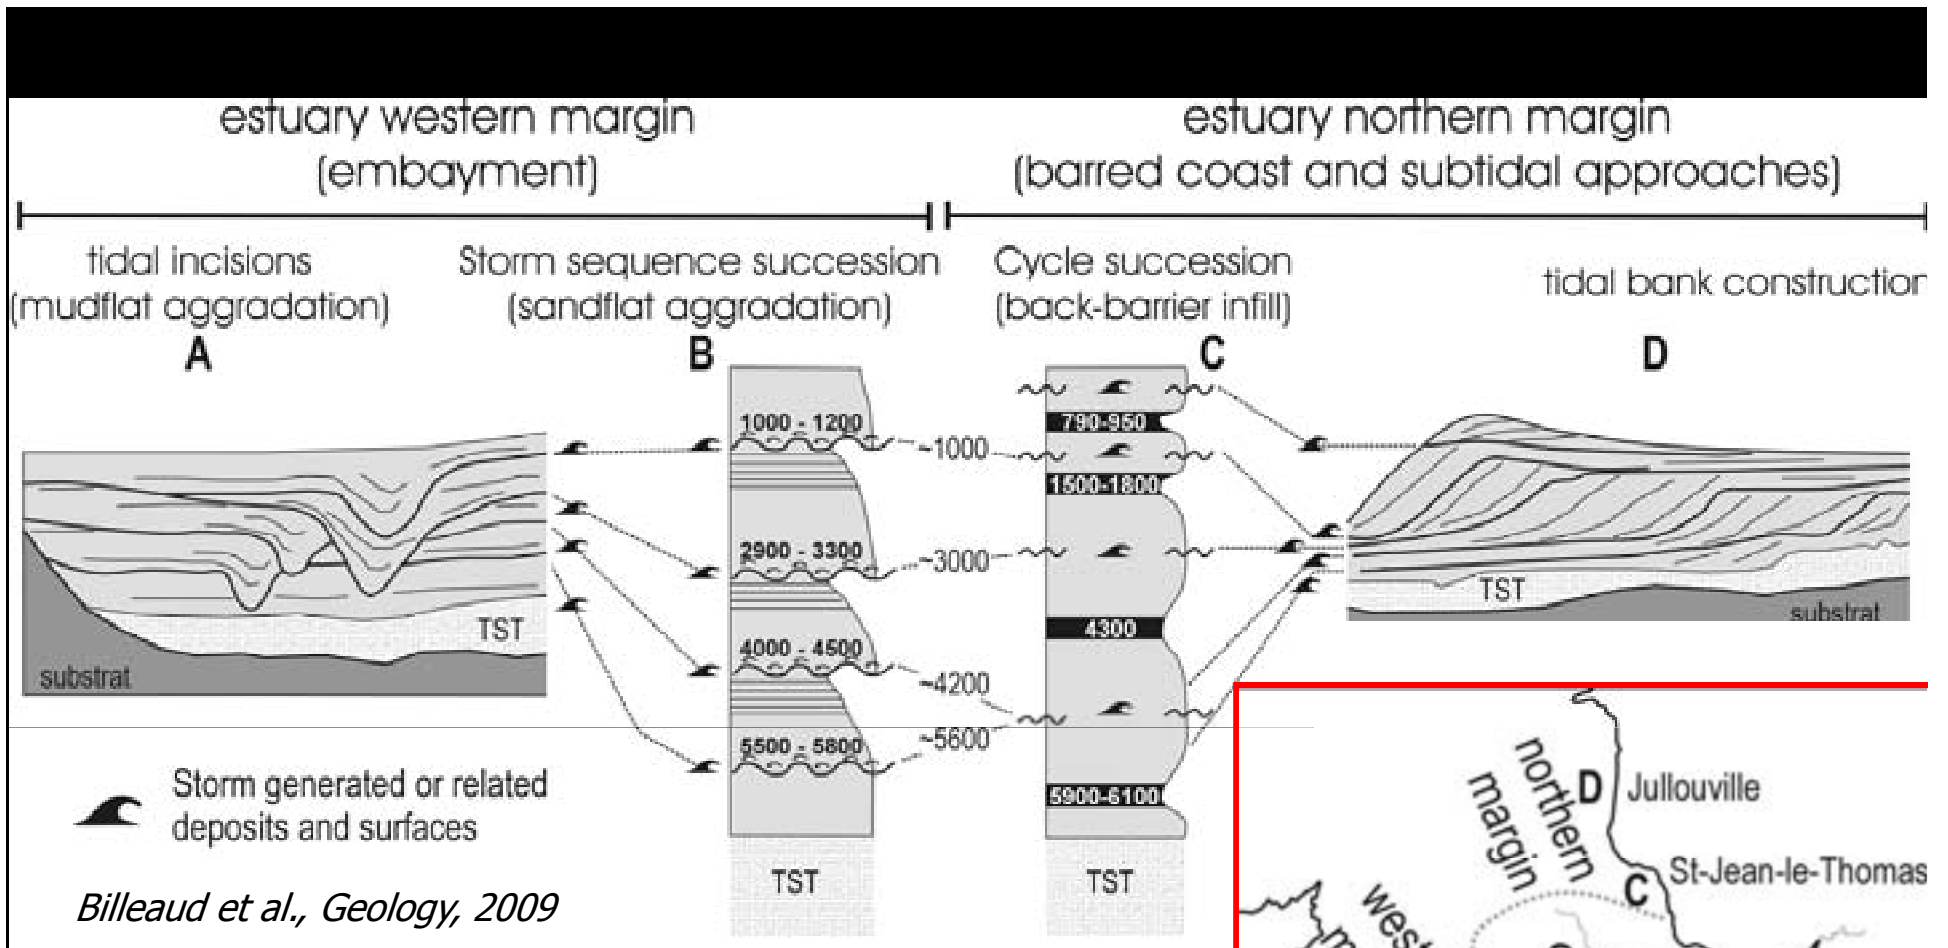 estuary western margin
(embayment)
estuary northern margin
(barred coast and subtidal approaches)
tidal incisions
(mudflat aggradation)
A
Storm sequence succession
(sandflat aggradation)
B
Cycle succession
(back-barrier infill)
C
tidal bank construction
D
TST
substrat
1000 - 1200
2900 - 3300
4000 - 4500
5500 - 5800
TST
~1000
~3000
~4200
~5600
790-950
1500-1800
4300
5900-6100
TST
TST
substrat
Storm generated or related
deposits and surfaces
Billeaud et al., Geology, 2009
northern
margin
D
Jullouville
C
St-Jean-le-Thomas